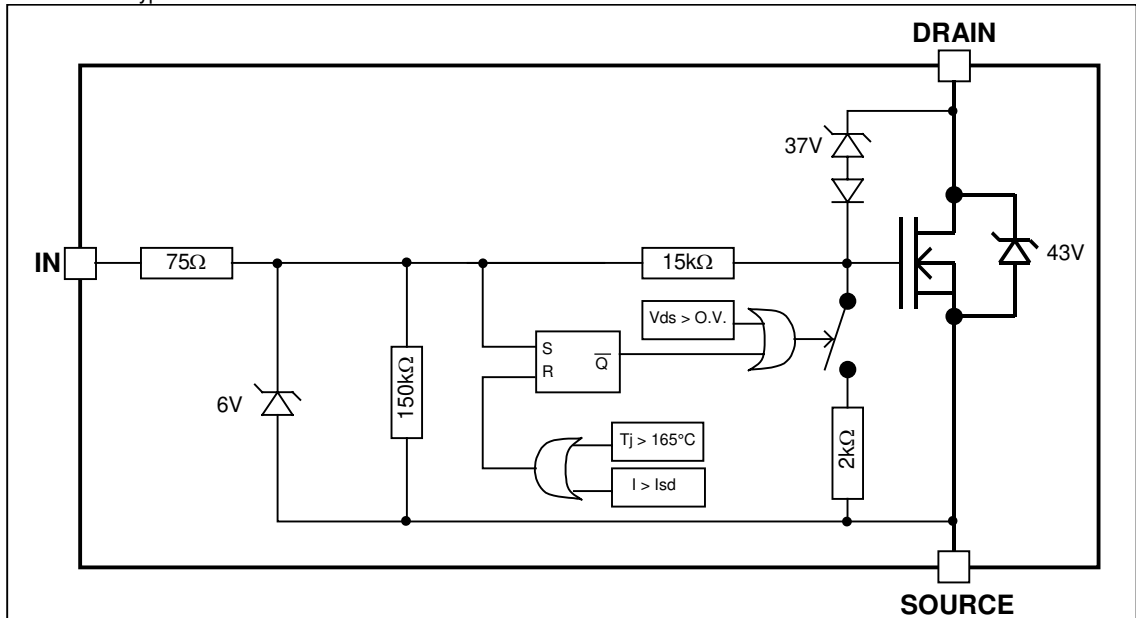 DRAIN
37V
IN
75Ω
15kΩ
43V
Vds > O.V.
S
R
Q̅
6V
150kΩ
Tj > 165°C
I > Isd
2kΩ
SOURCE